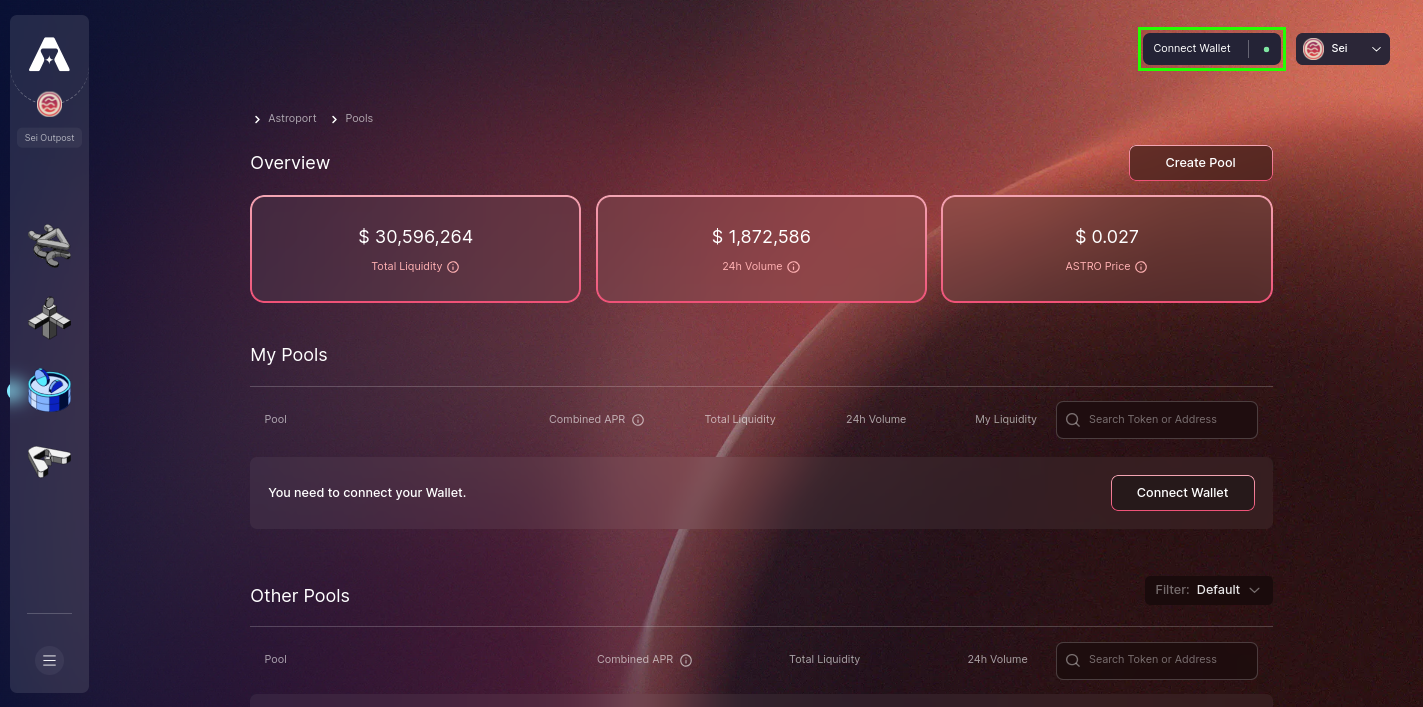 Connect Wallet
Sei
Sei Outpost
Astroport Pools
Overview
Create Pool
$ 30,596,264
Total Liquidity
$ 1,872,586
24h Volume
$ 0.027
ASTRO Price
My Pools
Pool Combined APR Total Liquidity 24h Volume My Liquidity Search Token or Address
You need to connect your Wallet.
Connect Wallet
Other Pools
Filter: Default
Pool Combined APR Total Liquidity 24h Volume Search Token or Address